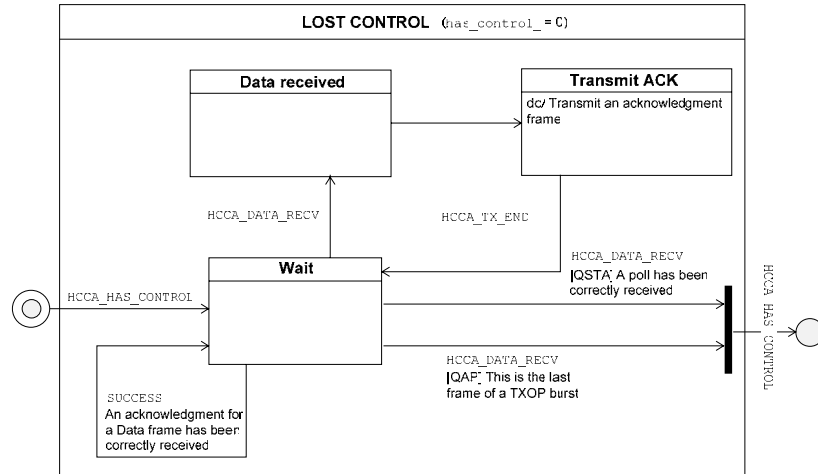 LOST CONTROL (has_control_ = 0)
Data received
Transmit ACK
do/ Transmit an acknowledgment
frame
HCCA_DATA_RECV
HCCA_TX_END
Wait
HCCA_DATA_RECV
[QSTA] A poll has been
correctly received
HCCA_HAS_CONTROL
HCCA_HAS_CONTROL
HCCA_DATA_RECV
[QAP] This is the last
frame of a TXOP burst
SUCCESS
An acknowledgment for
a Data frame has been
correctly received